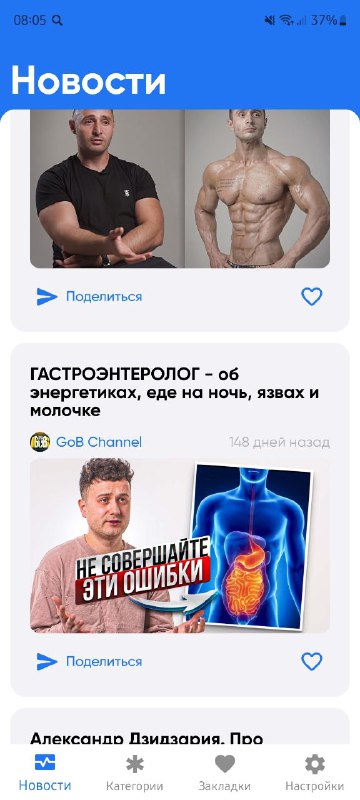 08:05
37%
Новости
Поделиться
ГАСТРОЭНТЕРОЛОГ - об
энергетиках, еде на ночь, язвах и
молочке
GoB Channel
148 дней назад
НЕ СОВЕРШАЙТЕ
ЭТИ ОШИБКИ
Поделиться
Александр Дзидзария. Про
Новости
Категории
Закладки
Настройки